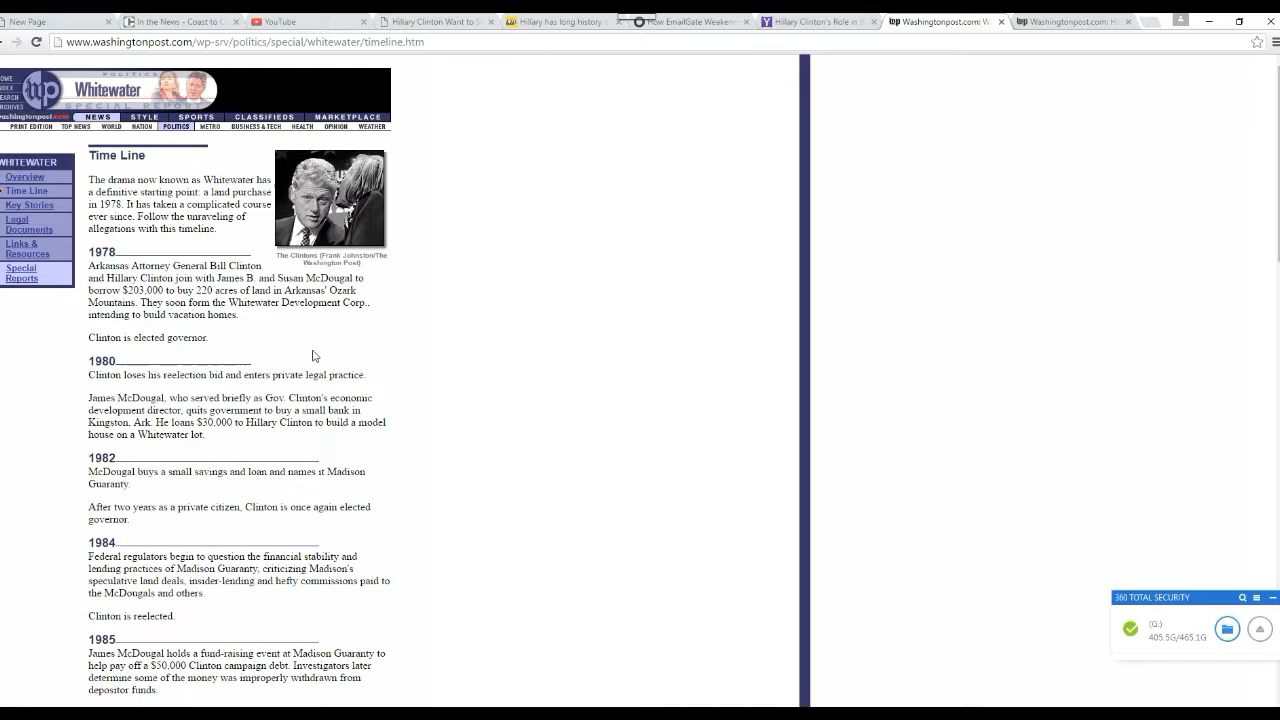 New Page
In the News - Coast to C
YouTube
Hillary Clinton Want to S
Hillary has long history
ow EmailGate Weakene
Hillary Clinton's Role in B
Washingtonpost.com: W
Washingtonpost.com: H
www.washingtonpost.com/wp-srv/politics/special/whitewater/timeline.htm
OME
NDEX
EARCH
RCHIVES
wp
POLITICS
Whitewater
SPECIAL REPORT
washingtonpost.com
NEWS STYLE SPORTS CLASSIFIEDS MARKETPLACE
PRINT EDITION TOP NEWS WORLD NATION POLITICS METRO BUSINESS & TECH HEALTH OPINION WEATHER
WHITEWATER
Overview
Time Line
Key Stories
Legal
Documents
Links &
Resources
Special
Reports
Time Line
The drama now known as Whitewater has
a definitive starting point: a land purchase
in 1978. It has taken a complicated course
ever since. Follow the unraveling of
allegations with this timeline.
The Clintons (Frank Johnston/The
Washington Post)
1978
Arkansas Attorney General Bill Clinton
and Hillary Clinton join with James B. and Susan McDougal to
borrow $203,000 to buy 220 acres of land in Arkansas' Ozark
Mountains. They soon form the Whitewater Development Corp.,
intending to build vacation homes.
Clinton is elected governor.
1980
Clinton loses his reelection bid and enters private legal practice.
James McDougal, who served briefly as Gov. Clinton's economic
development director, quits government to buy a small bank in
Kingston, Ark. He loans $30,000 to Hillary Clinton to build a model
house on a Whitewater lot.
1982
McDougal buys a small savings and loan and names it Madison
Guaranty.
After two years as a private citizen, Clinton is once again elected
governor.
1984
Federal regulators begin to question the financial stability and
lending practices of Madison Guaranty, criticizing Madison's
speculative land deals, insider-lending and hefty commissions paid to
the McDougals and others.
Clinton is reelected.
1985
James McDougal holds a fund-raising event at Madison Guaranty to
help pay off a $50,000 Clinton campaign debt. Investigators later
determine some of the money was improperly withdrawn from
depositor funds.
360 TOTAL SECURITY
(G:)
405.5G/465.1G